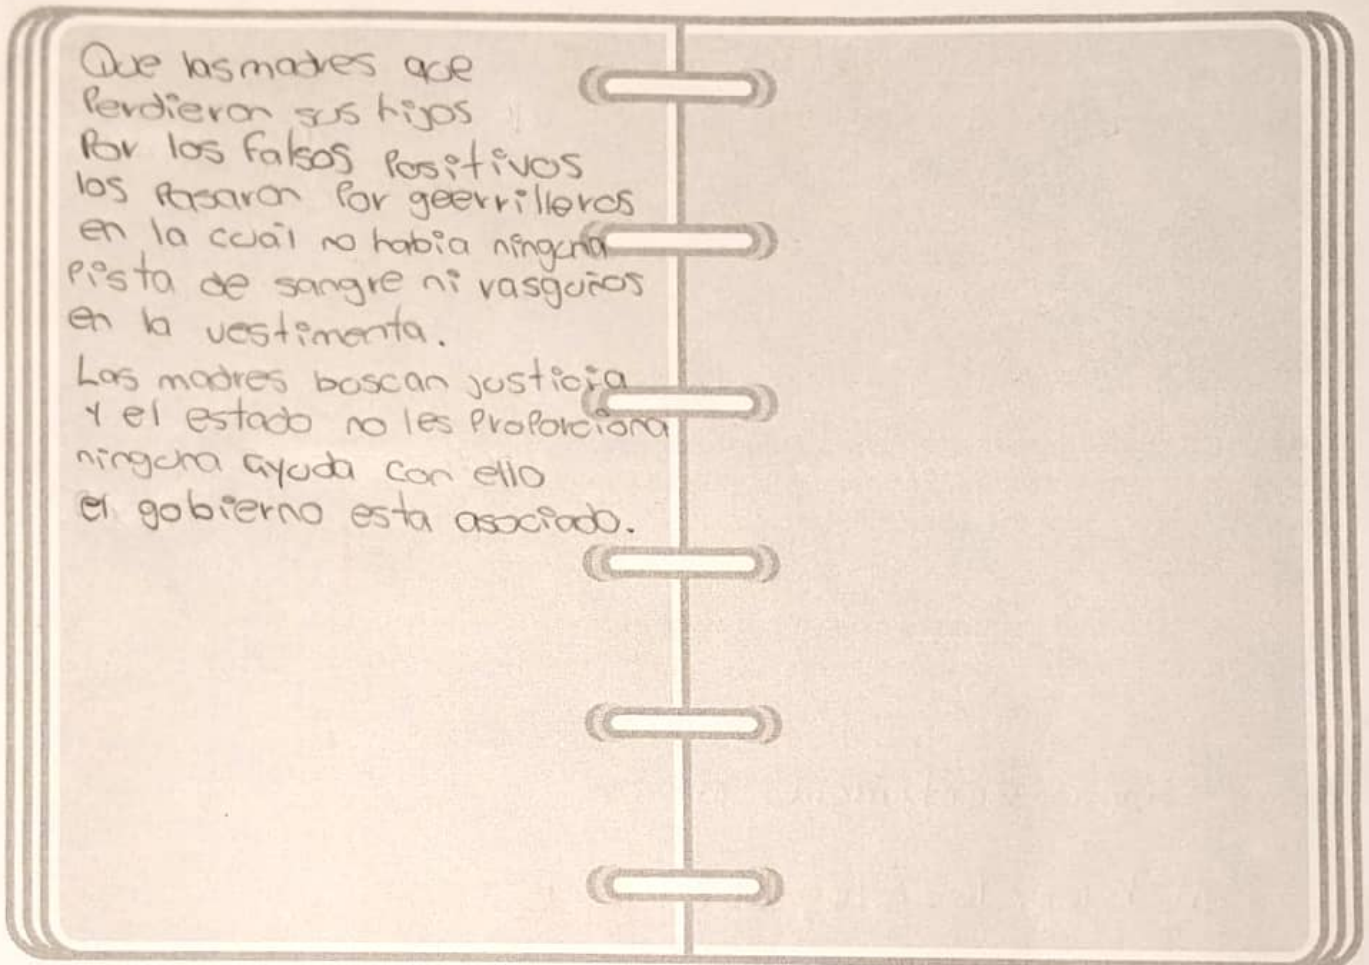 Que las madres que
Perdieron sus hijos
Por los falsos Positivos
los Pasaron Por geerrilleros
en la cuál no había ninguna
Pista de sangre ni rasguños
en la vestimenta.
Las madres buscan justicia
Y el estado no les ProPorciona
ninguna ayuda con ello
el gobierno esta asociado.